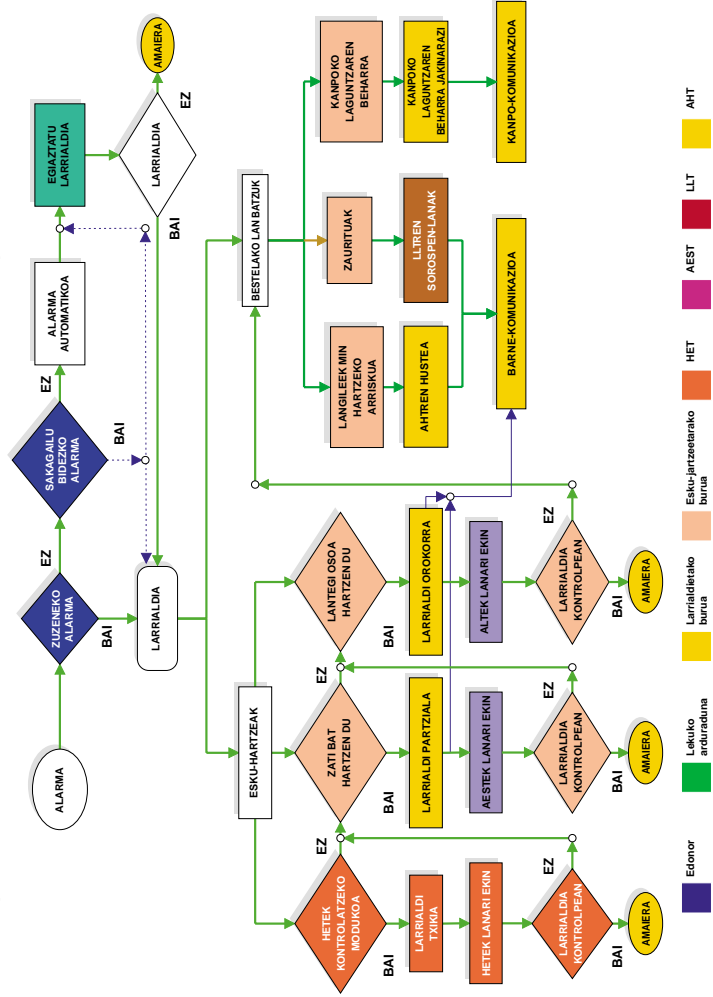 ALARMA
ZUZENEKO
ALARMA
EZ
BAI
SAKAGAILU
BIDEZKO
ALARMA
EZ
BAI
ALARMA
AUTOMATIKOA
EGIAZTATU
LARRIALDIA
LARRIALDIA
EZ
AMAIERA
BAI
LARRIALDIA
ESKU-HARTZEAK
BESTELAKO LAN BATZUK
HETEK
KONTROLATZEKO
MODUKOA
EZ
BAI
LARRIALDI
TXIKIA
HETEK LANARI EKIN
LARRIALDIA
KONTROLPEAN
EZ
BAI
AMAIERA
ZATI BAT
HARTZEN DU
EZ
BAI
LARRIALDI PARTZIALA
AESTEK LANARI EKIN
LARRIALDIA
KONTROLPEAN
EZ
BAI
AMAIERA
LANTEGI OSOA
HARTZEN DU
BAI
LARRIALDI OROKORRA
ALTEK LANARI EKIN
LARRIALDIA
KONTROLPEAN
EZ
BAI
AMAIERA
LANGILEEK MIN
HARTZEKO
ARRISKUA
AHTREN HUSTEA
ZAURITUAK
LLTREN
SOROSPEN-LANAK
BARNE-KOMUNIKAZIOA
KANPOKO
LAGUNTZAREN
BEHARRA
KANPOKO
LAGUNTZAREN
BEHARRA JAKINARAZI
KANPO-KOMUNIKAZIOA
Edonor
Lekuko
arduraduna
Larrialdietako
burua
Esku-jartzeetarako
burua
HET
AEST
LLT
AHT